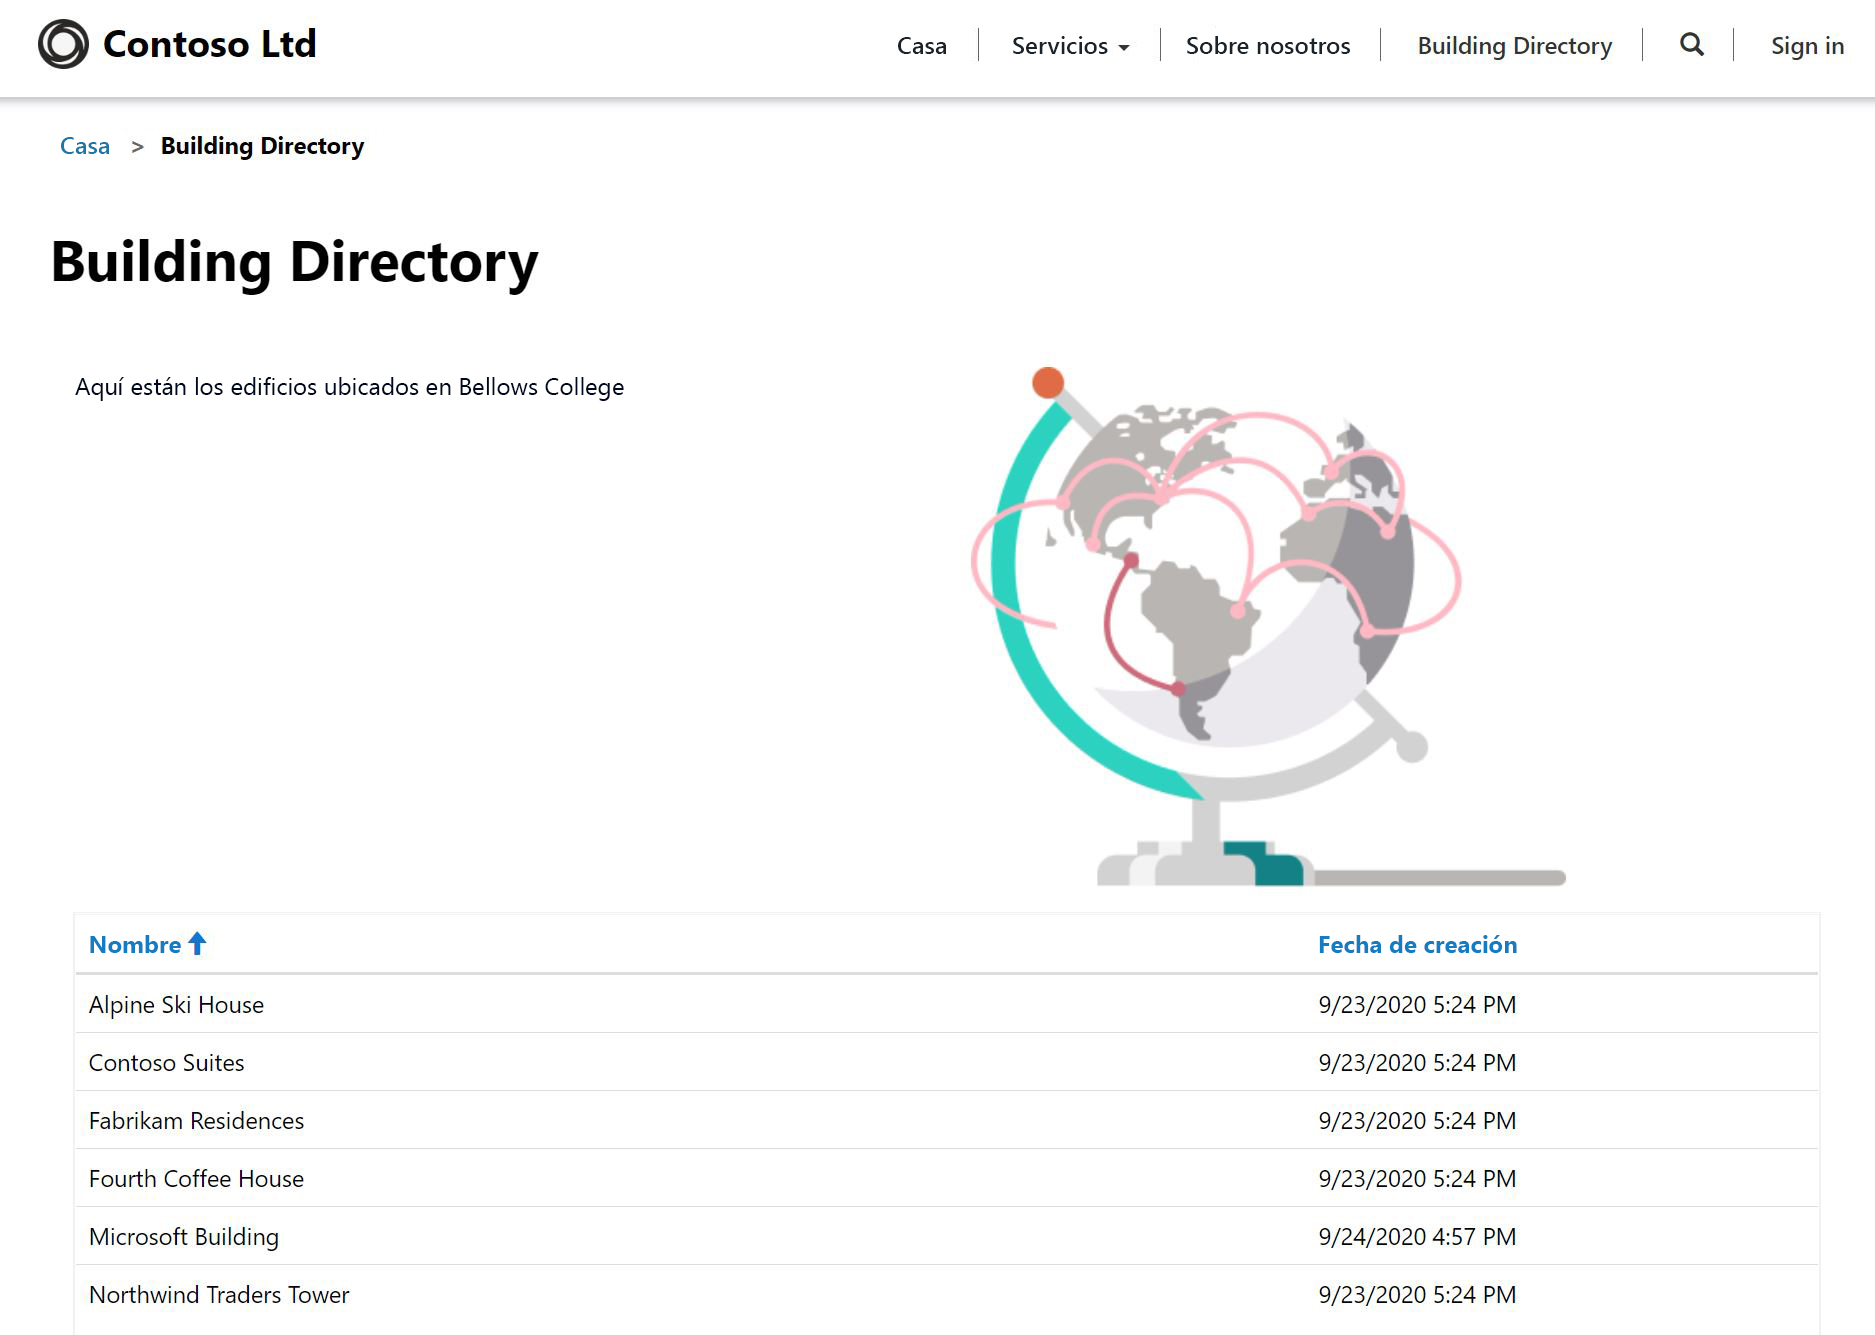 Contoso Ltd
Casa Servicios Sobre nosotros Building Directory Sign in
Casa > Building Directory
Building Directory
Aquí están los edificios ubicados en Bellows College
Nombre Fecha de creación
Alpine Ski House 9/23/2020 5:24 PM
Contoso Suites 9/23/2020 5:24 PM
Fabrikam Residences 9/23/2020 5:24 PM
Fourth Coffee House 9/23/2020 5:24 PM
Microsoft Building 9/24/2020 4:57 PM
Northwind Traders Tower 9/23/2020 5:24 PM